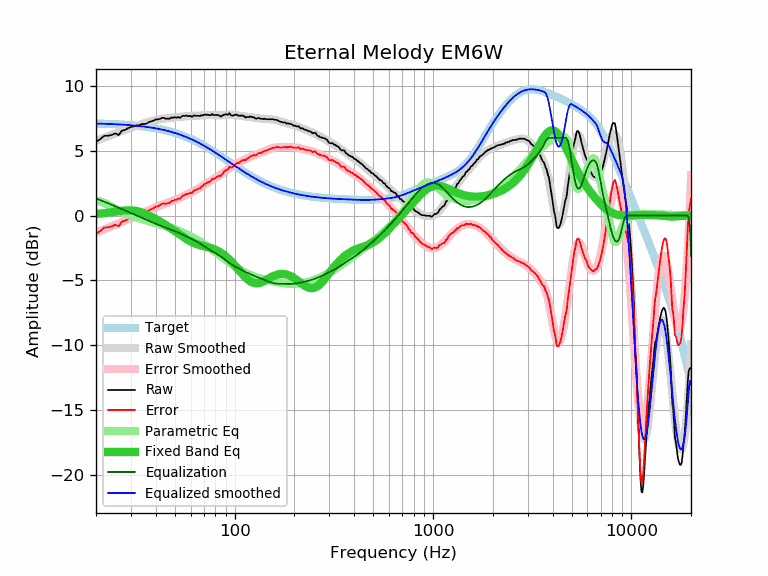 Eternal Melody EM6W
10
5
0
−5
−10
−15
−20
Amplitude (dBr)
Target
Raw Smoothed
Error Smoothed
Raw
Error
Parametric Eq
Fixed Band Eq
Equalization
Equalized smoothed
100 1000 10000
Frequency (Hz)